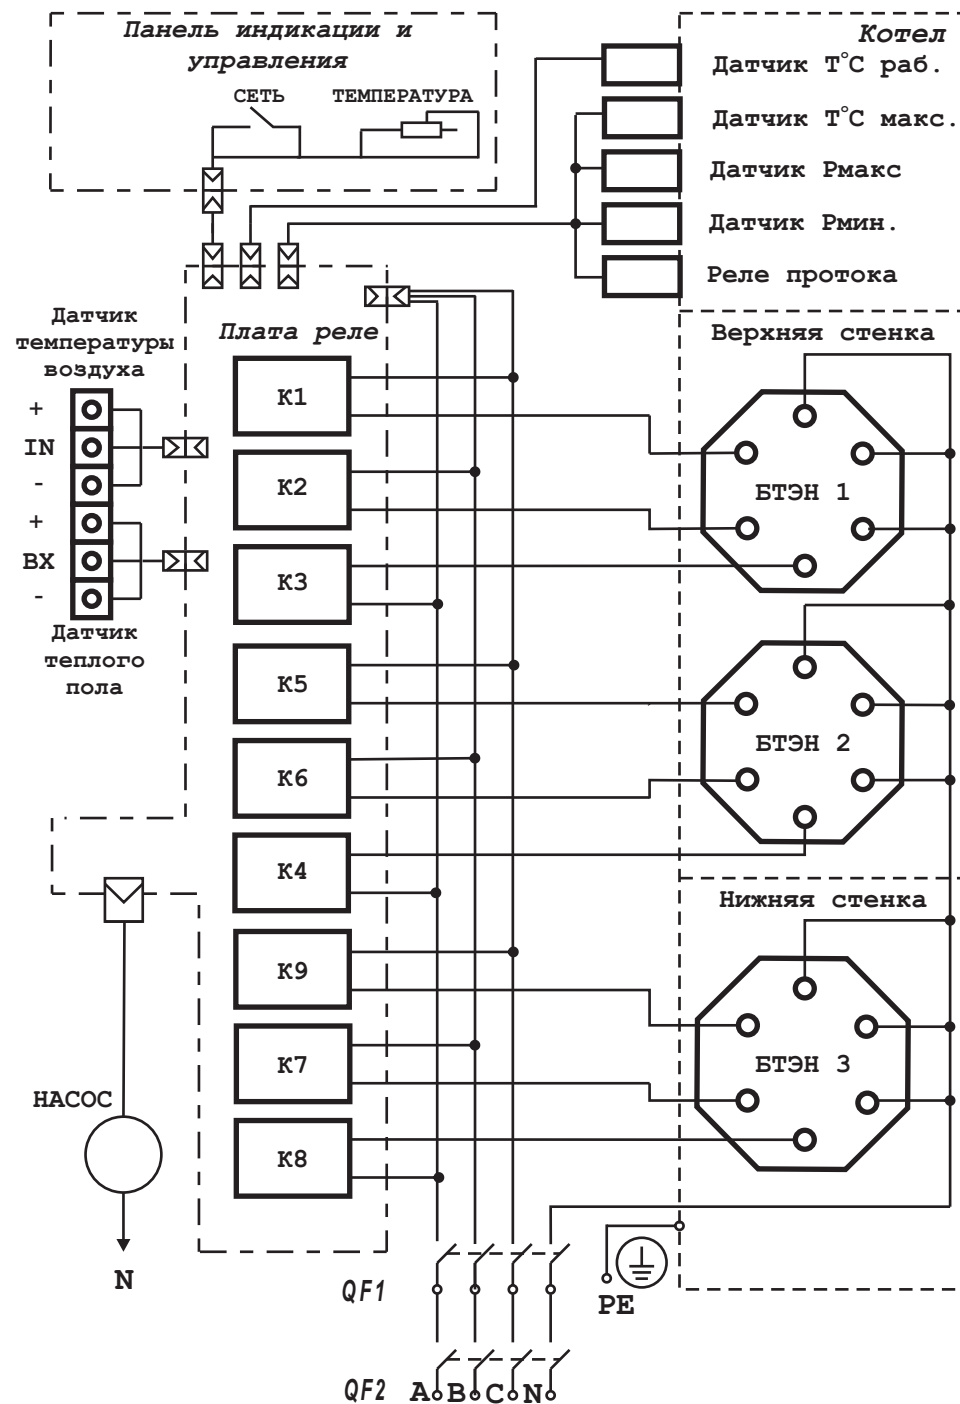 Панель индикации и
управления
СЕТЬ
ТЕМПЕРАТУРА
Котел
Датчик T°C раб.
Датчик T°C макс.
Датчик Рмакс
Датчик Рмин.
Реле протока
Датчик
температуры
воздуха
+
IN
-
+
ВХ
-
Датчик
теплого
пола
Плата реле
К1
К2
К3
К5
К6
К4
К9
К7
К8
Верхняя стенка
БТЭН 1
БТЭН 2
Нижняя стенка
БТЭН 3
НАСОС
N
QF1
PE
QF2 A B C N